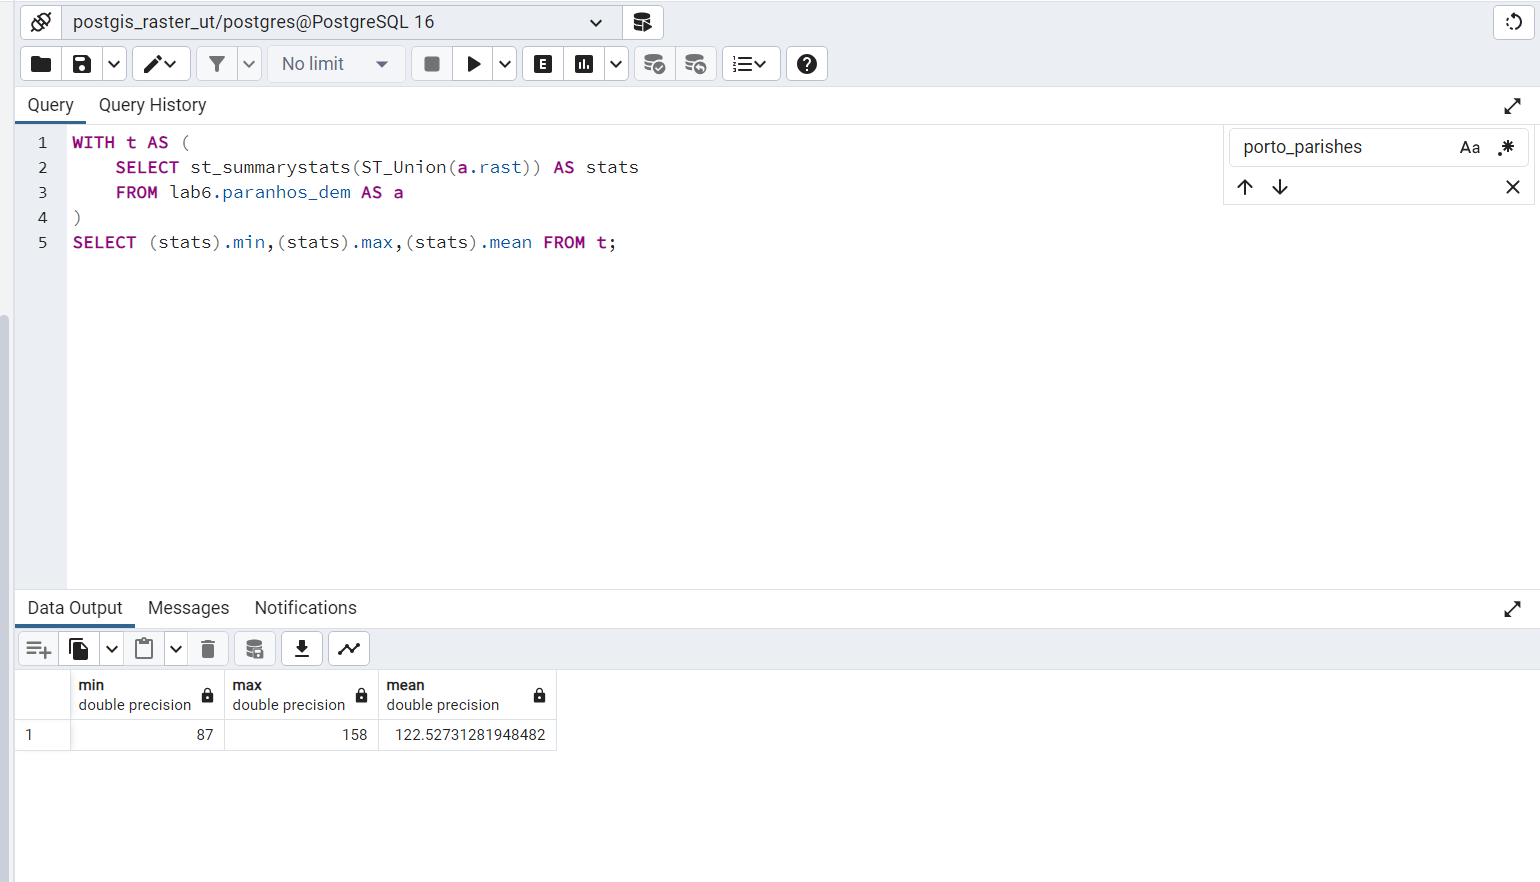 postgis_raster_ut/postgres@PostgreSQL 16
No limit
E
Query Query History
porto_parishes Aa .*
1 WITH t AS (
2 SELECT st_summarystats(ST_Union(a.rast)) AS stats
3 FROM lab6.paranhos_dem AS a
4 )
5 SELECT (stats).min,(stats).max,(stats).mean FROM t;
Data Output Messages Notifications
min max mean
double precision double precision double precision
1 87 158 122.52731281948482